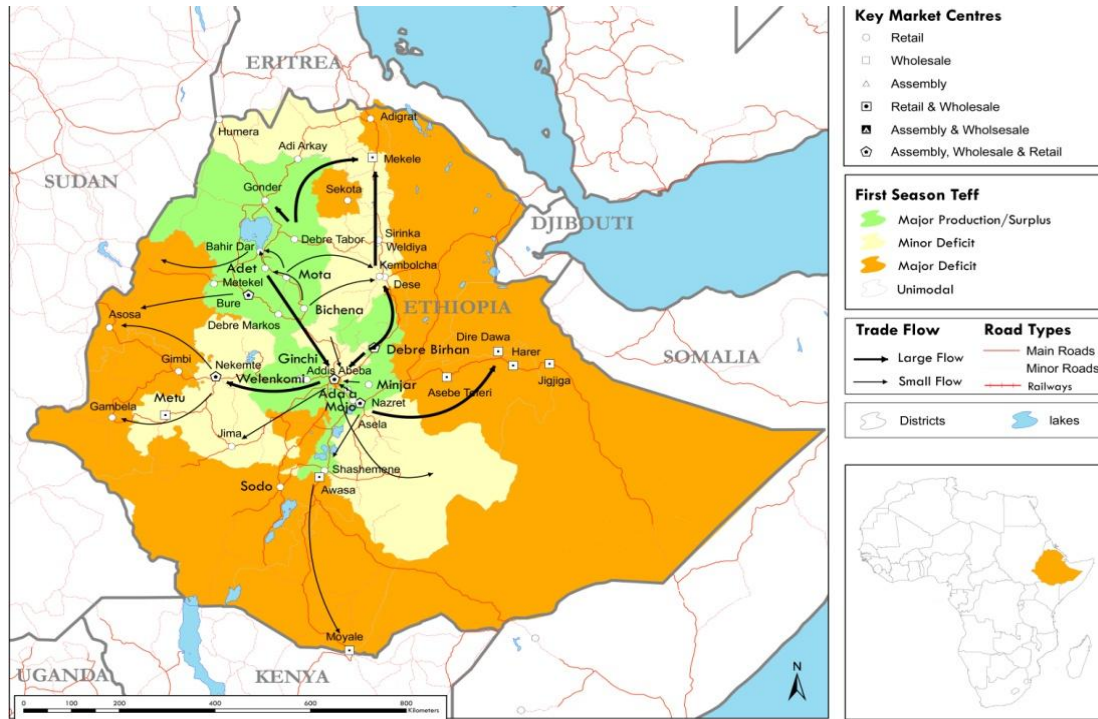 ERITREA
SUDAN
DJIBOUTI
ETHIOPIA
SOMALIA
UGANDA
KENYA
Humera
Adigrat
Adi Arkay
Mekele
Gonder
Sekota
Debre Tabor
Sirinka
Weldiya
Bahir Dar
Kembolcha
Adet
Mota
Dese
Metekel
Bure
Bichena
Asosa
Debre Markos
Dire Dawa
Harer
Debre Birhan
Gimbi
Ginchi
Nekemte
Addis Abeba
Welenkomi
Minjar
Asebe Teferi
Jigjiga
Ada'a
Metu
Mojo
Nazret
Gambela
Asela
Jima
Shashemene
Sodo
Awasa
Moyale
0 50 100 200 400 600 800
Kilometers
N
Key Market Centres
Retail
Wholesale
Assembly
Retail & Wholesale
Assembly & Wholsesale
Assembly, Wholesale & Retail
First Season Teff
Major Production/Surplus
Minor Deficit
Major Deficit
Unimodal
Trade Flow
Large Flow
Small Flow
Road Types
Main Roads
Minor Roads
Railways
Districts
lakes